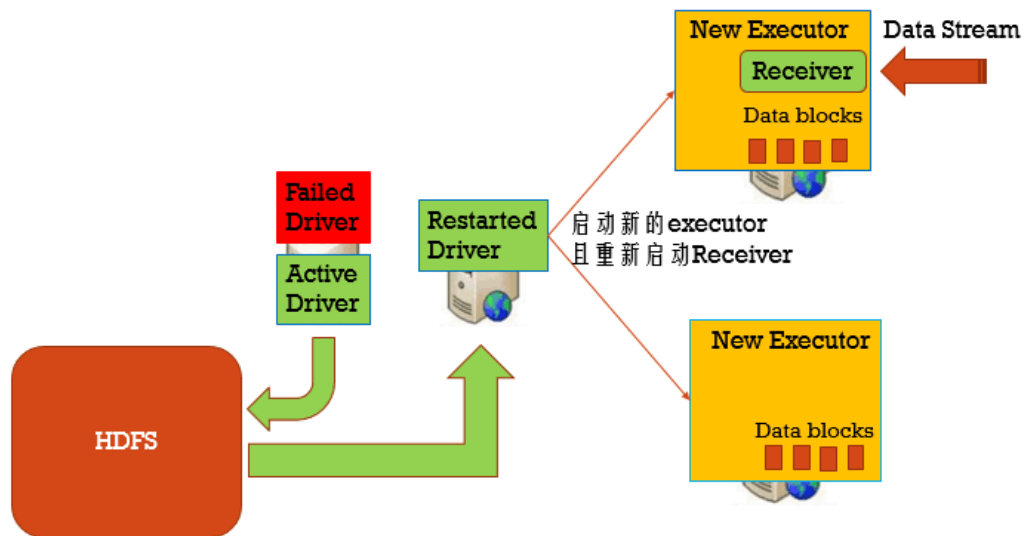 New Executor
Data Stream
Receiver
Data blocks
Failed
Driver
Active
Driver
Restarted
Driver
启动新的executor
且重新启动Receiver
New Executor
Data blocks
HDFS